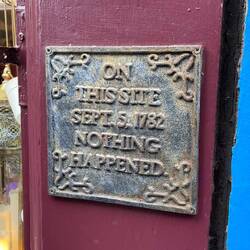 ON
THIS SITE
SEPT. 5, 1782
NOTHING
HAPPENED.